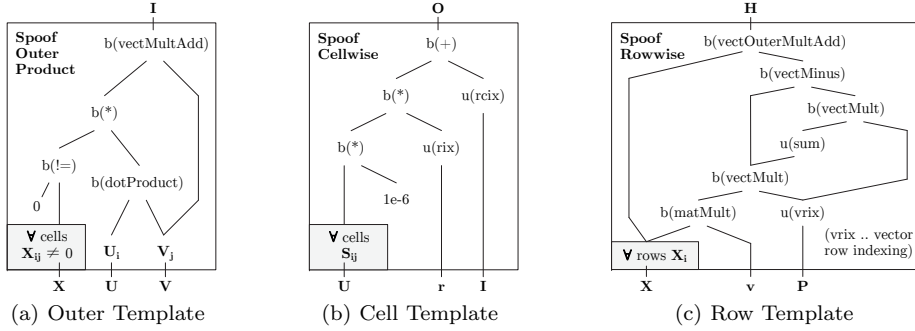 I
Spoof
Outer
Product
b(vectMultAdd)
b(*)
b(!=)
b(dotProduct)
0
∀ cells
Xij ≠ 0
Ui
Vj
X
U
V
(a) Outer Template
O
Spoof
Cellwise
b(+)
b(*)
u(rcix)
b(*)
u(rix)
1e-6
∀ cells
Sij
U
r
I
(b) Cell Template
H
Spoof
Rowwise
b(vectOuterMultAdd)
b(vectMinus)
b(vectMult)
u(sum)
b(vectMult)
b(matMult)
u(vrix)
(vrix .. vector
row indexing)
∀ rows Xi
X
v
P
(c) Row Template